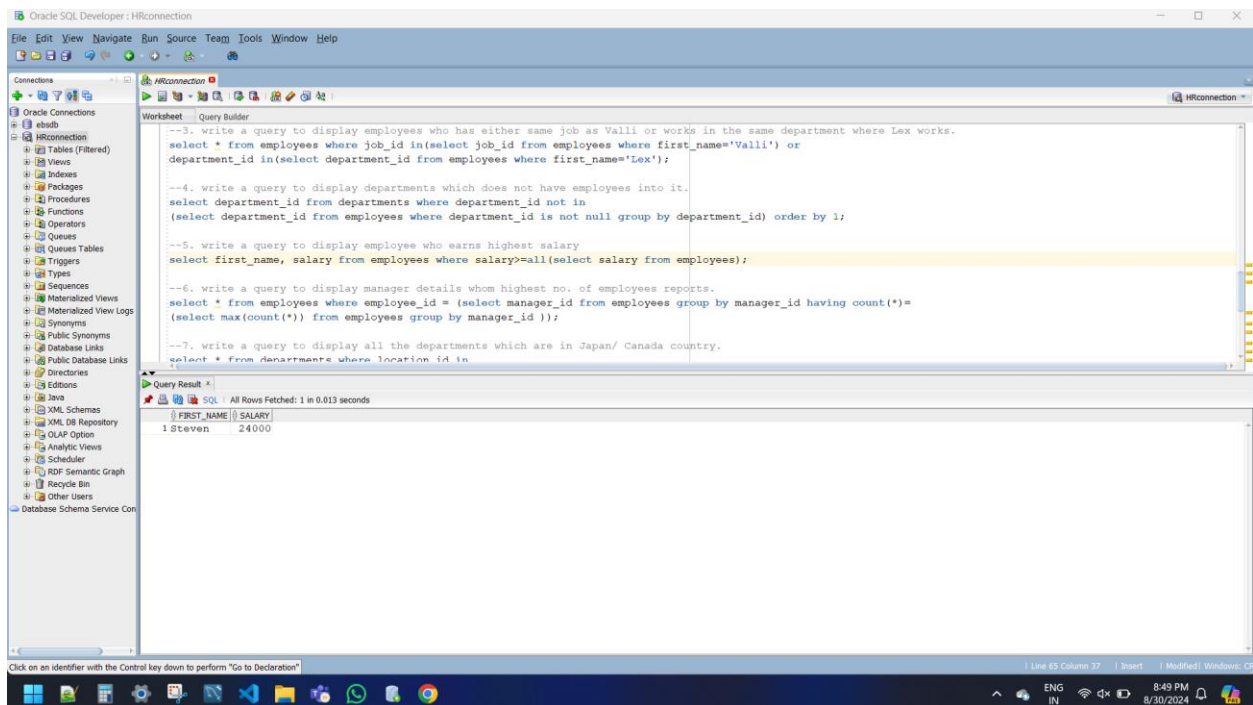 Oracle SQL Developer : HRconnection
File Edit View Navigate Run Source Team Tools Window Help
Connections
HRconnection
HRconnection
Oracle Connections
ebsdb
HRconnection
Tables (Filtered)
Views
Indexes
Packages
Procedures
Functions
Operators
Queues
Queues Tables
Triggers
Types
Sequences
Materialized Views
Materialized View Logs
Synonyms
Public Synonyms
Database Links
Public Database Links
Directories
Editions
Java
XML Schemas
XML DB Repository
OLAP Option
Analytic Views
Scheduler
RDF Semantic Graph
Recycle Bin
Other Users
Database Schema Service Con
Worksheet Query Builder
--3. write a query to display employees who has either same job as Valli or works in the same department where Lex works.
select * from employees where job_id in(select job_id from employees where first_name='Valli') or
department_id in(select department_id from employees where first_name='Lex');
--4. write a query to display departments which does not have employees into it.
select department_id from departments where department_id not in
(select department_id from employees where department_id is not null group by department_id) order by 1;
--5. write a query to display employee who earns highest salary
select first_name, salary from employees where salary>=all(select salary from employees);
--6. write a query to display manager details whom highest no. of employees reports.
select * from employees where employee_id = (select manager_id from employees group by manager_id having count(*)=
(select max(count(*)) from employees group by manager_id ));
--7. write a query to display all the departments which are in Japan/ Canada country.
select * from departments where location_id in
Query Result
SQL | All Rows Fetched: 1 in 0.013 seconds
FIRST_NAME SALARY
1 Steven 24000
Click on an identifier with the Control key down to perform "Go to Declaration"
| Line 65 Column 37 | Insert | Modified | Windows: CR
ENG
IN
8:49 PM
8/30/2024